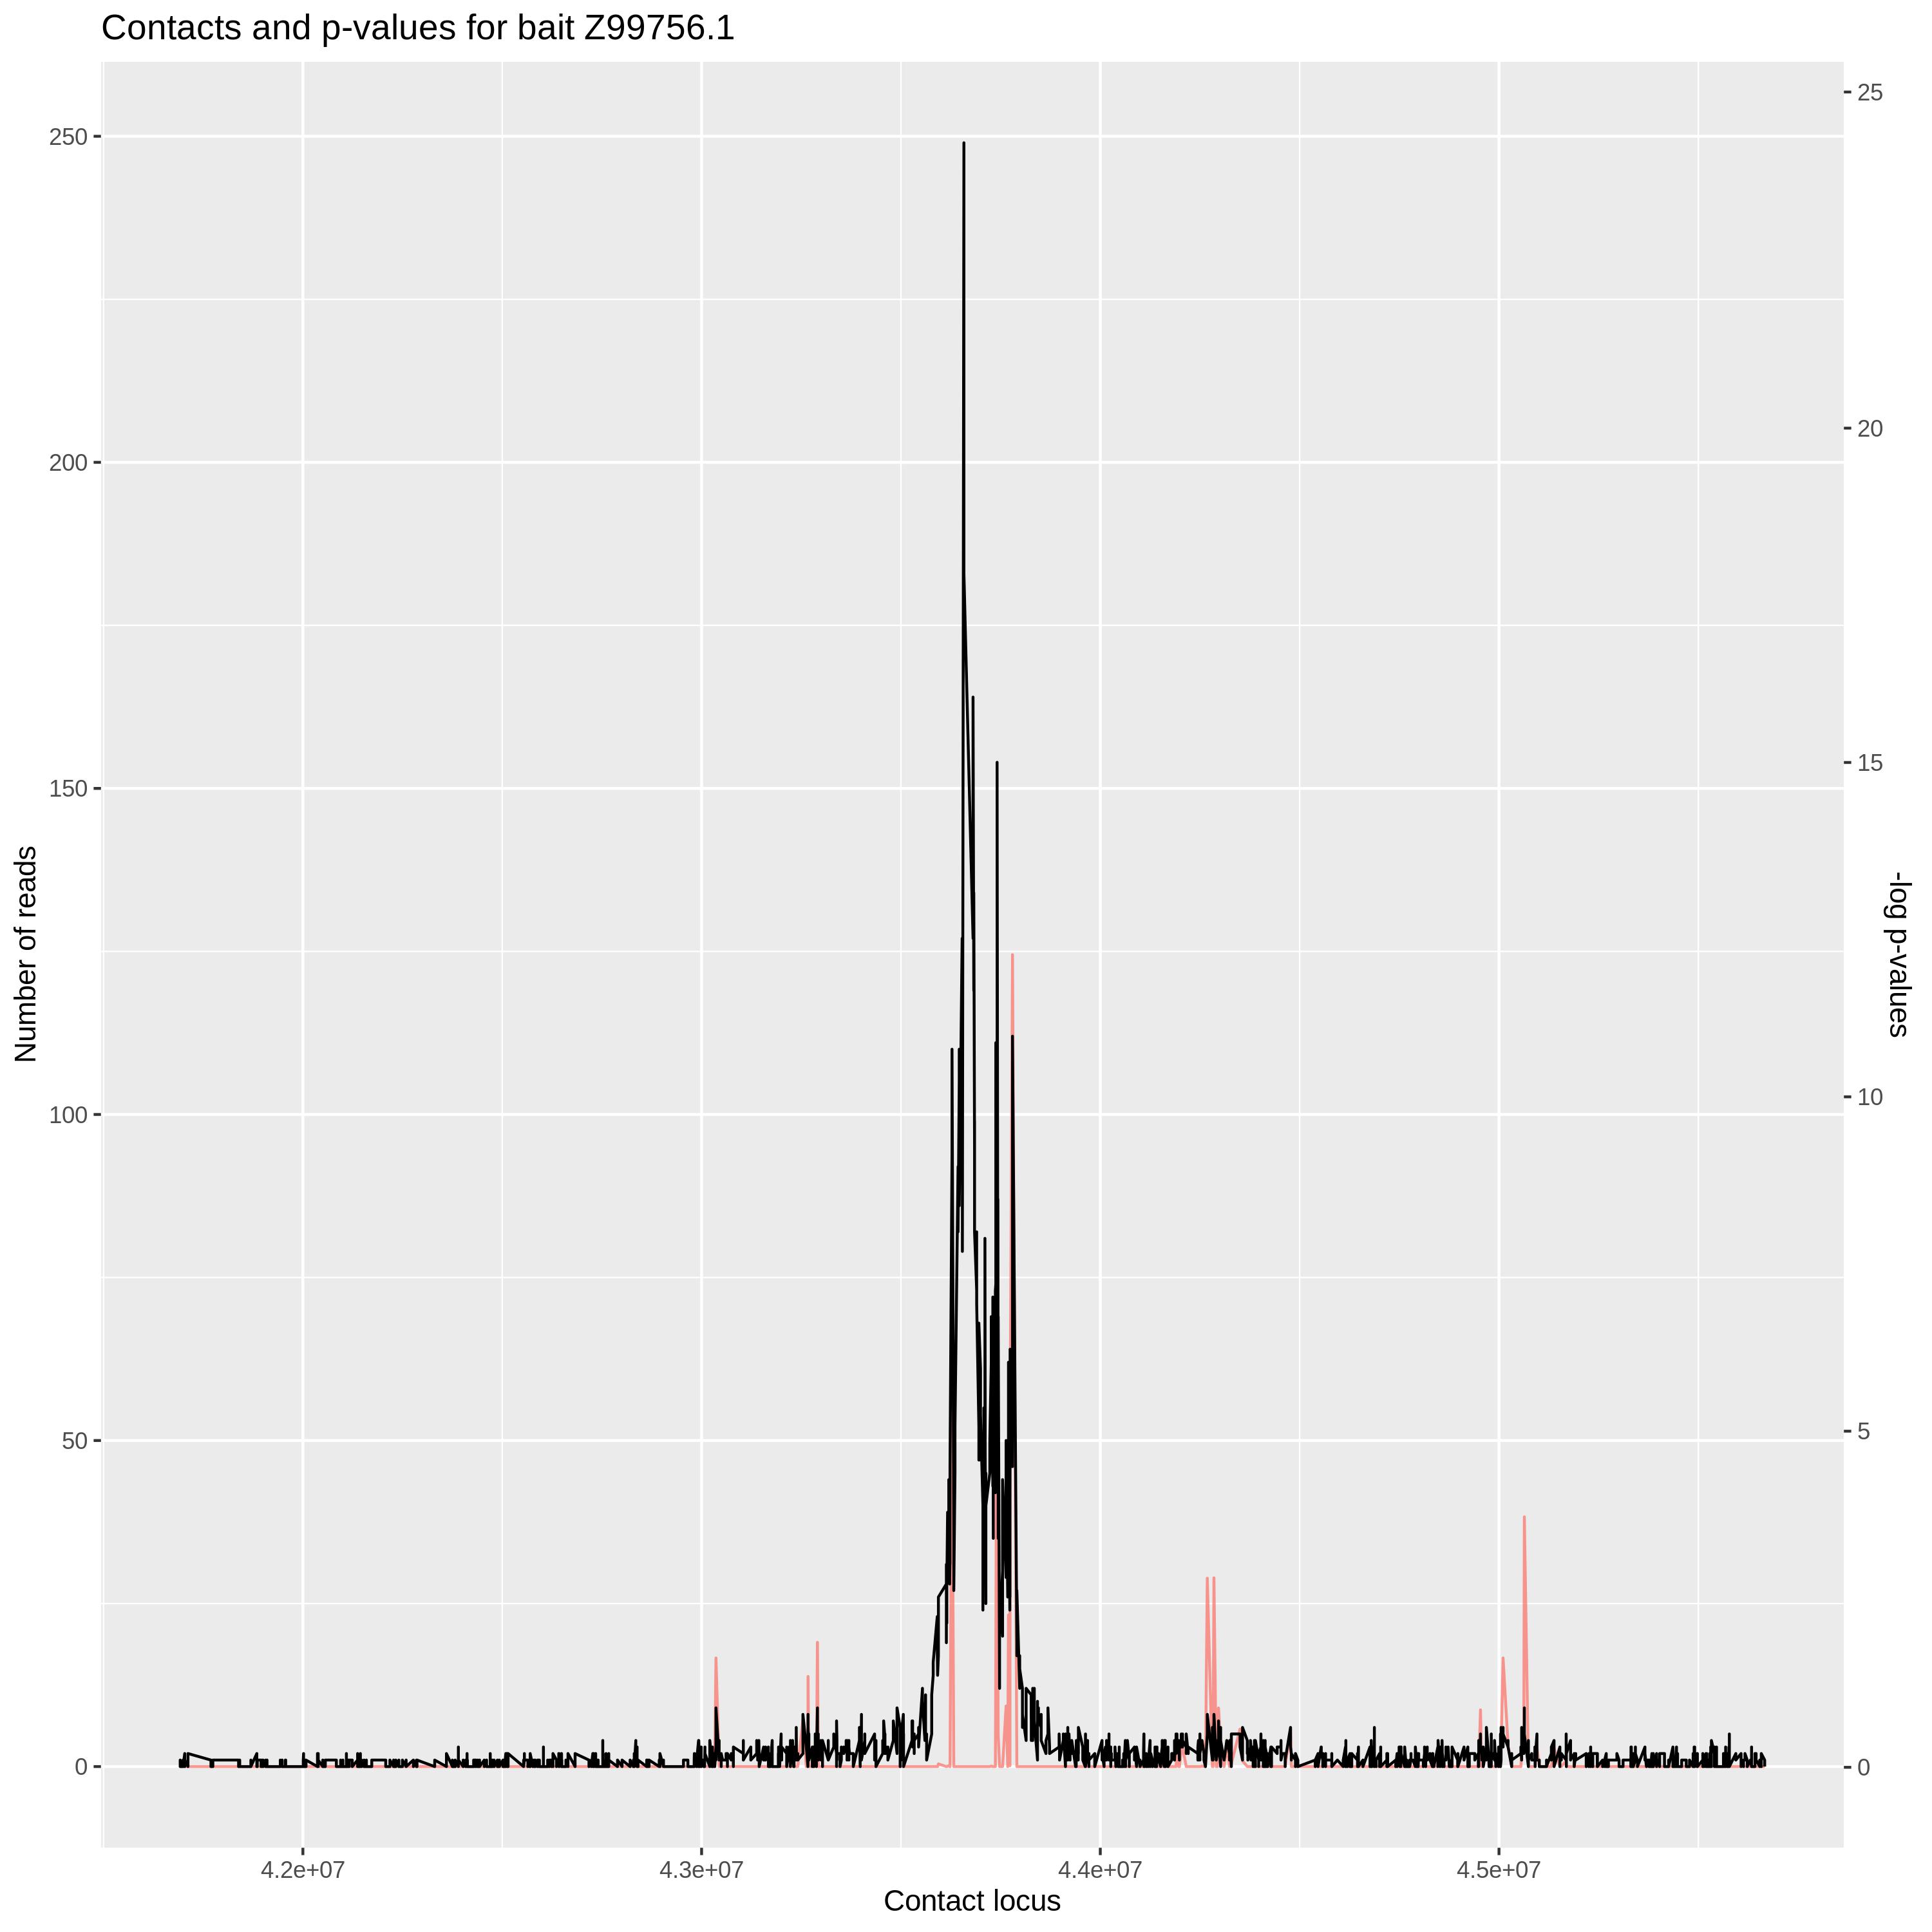 Contacts and p-values for bait Z99756.1
250
200
150
100
50
0
Number of reads
25
20
15
10
5
0
-log p-values
4.2e+07 4.3e+07 4.4e+07 4.5e+07
Contact locus